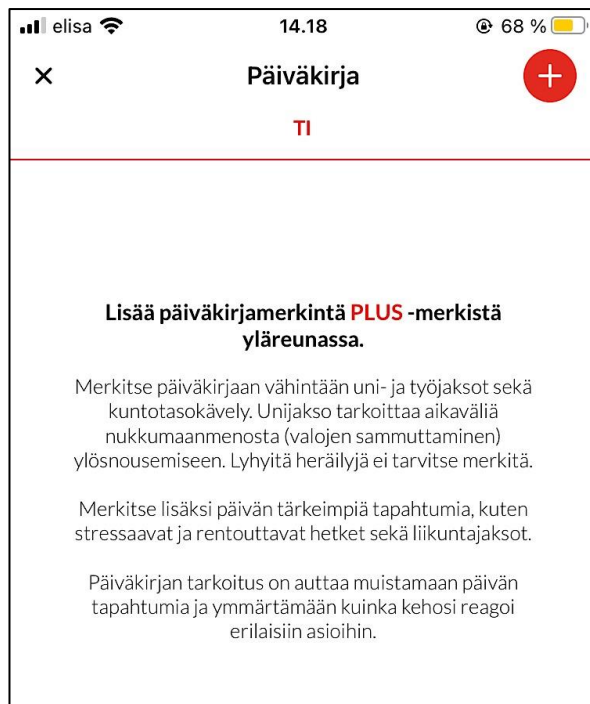 elisa 14.18 68 %
Päiväkirja
TI
Lisää päiväkirjamerkintä PLUS -merkistä
yläreunassa.
Merkitse päiväkirjaan vähintään uni- ja työjaksot sekä
kuntotasokävely. Unijakso tarkoittaa aikaväliä
nukkumaanmenosta (valojen sammuttaminen)
ylösnousemiseen. Lyhyitä heräilyjä ei tarvitse merkitä.
Merkitse lisäksi päivän tärkeimpiä tapahtumia, kuten
stressaavat ja rentouttavat hetket sekä liikuntajaksot.
Päiväkirjan tarkoitus on auttaa muistamaan päivän
tapahtumia ja ymmärtämään kuinka kehosi reagoi
erilaisiin asioihin.